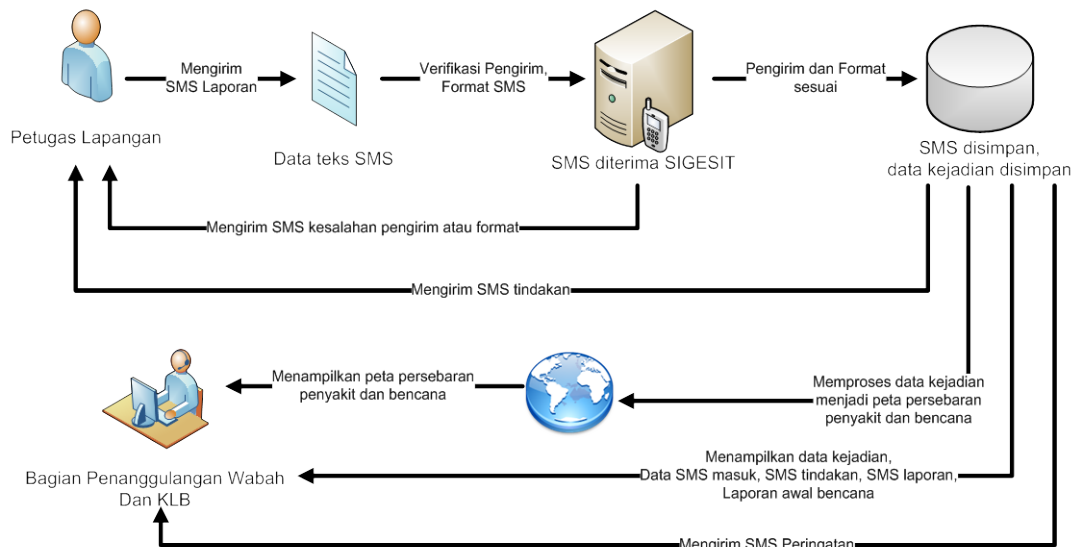 Mengirim
SMS Laporan
Verifikasi Pengirim,
Format SMS
Pengirim dan Format
sesuai
Petugas Lapangan
Data teks SMS
SMS diterima SIGESIT
SMS disimpan,
data kejadian disimpan
Mengirim SMS kesalahan pengirim atau format
Mengirim SMS tindakan
Menampilkan peta persebaran
penyakit dan bencana
Memproses data kejadian
menjadi peta persebaran
penyakit dan bencana
Bagian Penanggulangan Wabah
Dan KLB
Menampilkan data kejadian,
Data SMS masuk, SMS tindakan, SMS laporan,
Laporan awal bencana
Mengirim SMS Peringatan